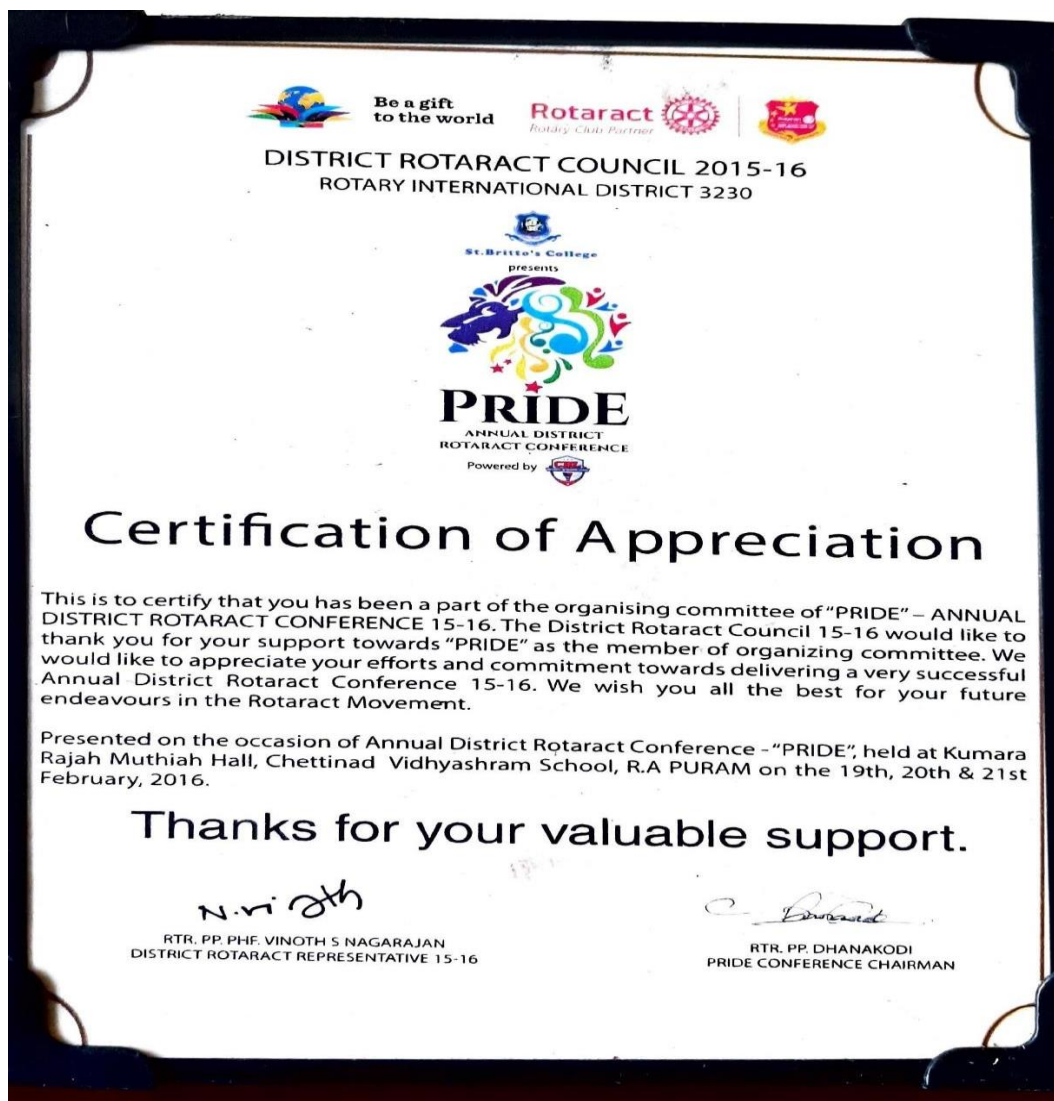 Be a gift
to the world
Rotaract
Rotary Club Partner
DISTRICT ROTARACT COUNCIL 2015-16
ROTARY INTERNATIONAL DISTRICT 3230
St.Britto's College
presents
PRIDE
ANNUAL DISTRICT
ROTARACT CONFERENCE
Powered by
Certification of Appreciation
This is to certify that you has been a part of the organising committee of "PRIDE" – ANNUAL
DISTRICT ROTARACT CONFERENCE 15-16. The District Rotaract Council 15-16 would like to
thank you for your support towards "PRIDE" as the member of organizing committee. We
would like to appreciate your efforts and commitment towards delivering a very successful
Annual District Rotaract Conference 15-16. We wish you all the best for your future
endeavours in the Rotaract Movement.
Presented on the occasion of Annual District Rotaract Conference -"PRIDE", held at Kumara
Rajah Muthiah Hall, Chettinad Vidhyashram School, R.A PURAM on the 19th, 20th & 21st
February, 2016.
Thanks for your valuable support.
RTR. PP. PHF. VINOTH S NAGARAJAN
DISTRICT ROTARACT REPRESENTATIVE 15-16
RTR. PP. DHANAKODI
PRIDE CONFERENCE CHAIRMAN